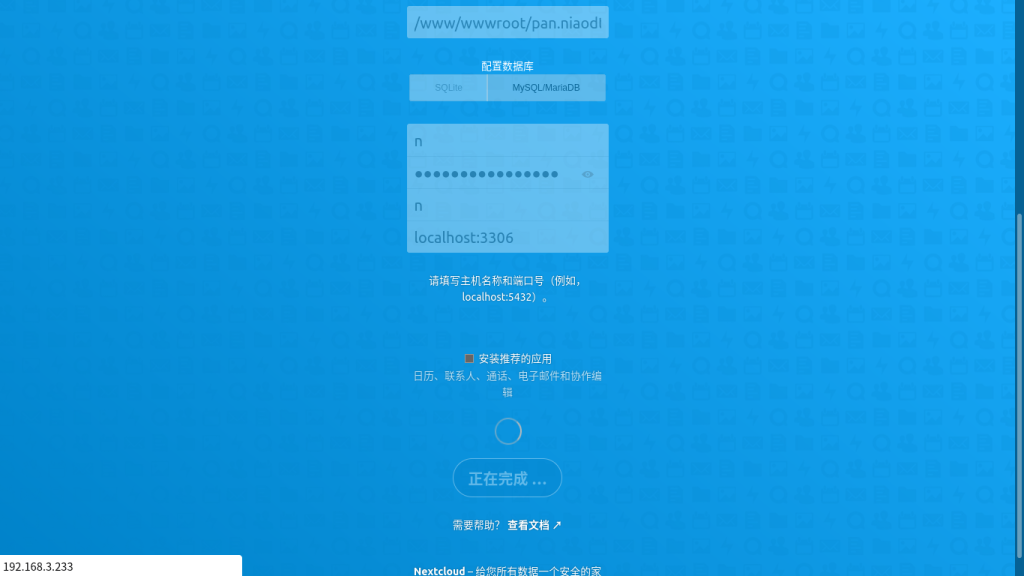 /www/wwwroot/pan.niaod
配置数据库
SQLite
MySQL/MariaDB
n
n
localhost:3306
请填写主机名称和端口号（例如，
localhost:5432）。
安装推荐的应用
日历、联系人、通话、电子邮件和协作编
辑
正在完成 ...
需要帮助？ 查看文档 ↗
192.168.3.233
Nextcloud – 给您所有数据一个安全的家